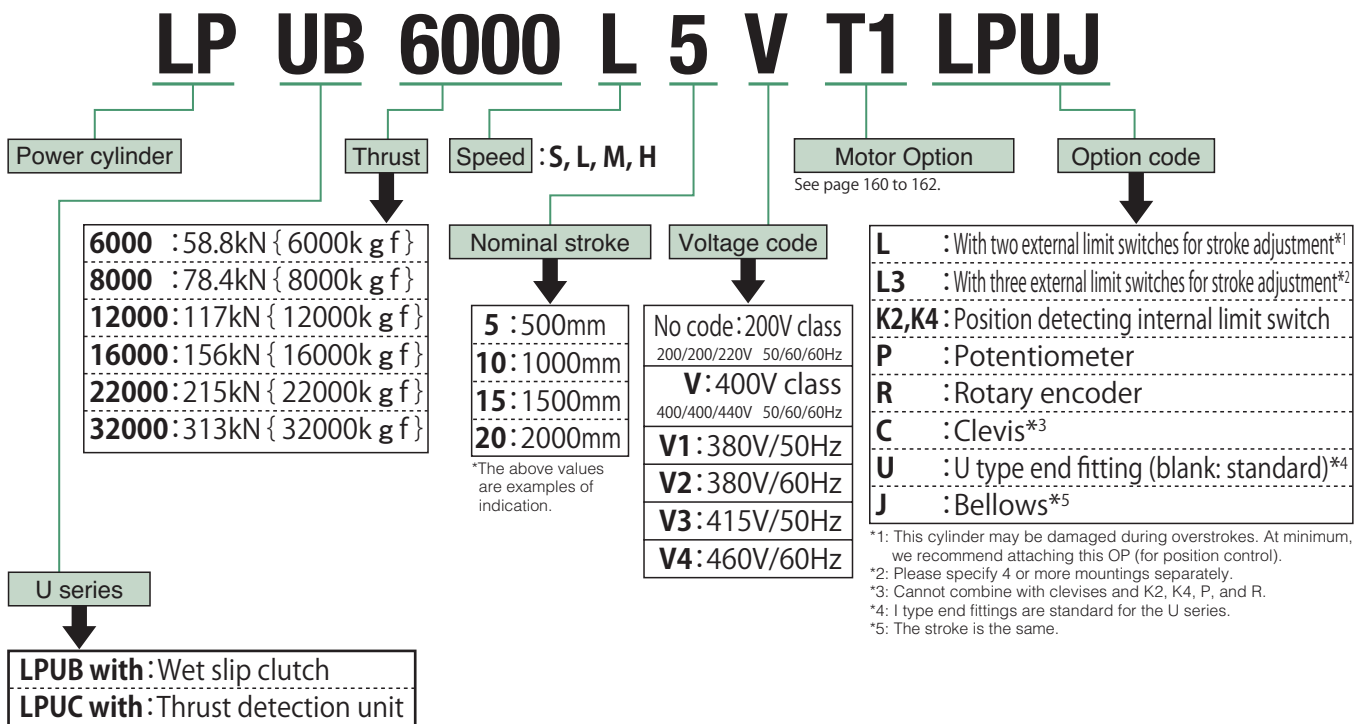 LP UB 6000 L 5 V T1 LPUJ
Power cylinder
Thrust
Speed :S, L, M, H
Motor Option
See page 160 to 162.
Option code
6000 :58.8kN{6000kgf}
8000 :78.4kN{8000kgf}
12000:117kN{12000kgf}
16000:156kN{16000kgf}
22000:215kN{22000kgf}
32000:313kN{32000kgf}
Nominal stroke
5 :500mm
10:1000mm
15:1500mm
20:2000mm
*The above values
are examples of
indication.
Voltage code
No code:200V class
200/200/220V 50/60/60Hz
V:400V class
400/400/440V 50/60/60Hz
V1:380V/50Hz
V2:380V/60Hz
V3:415V/50Hz
V4:460V/60Hz
L :With two external limit switches for stroke adjustment*1
L3 :With three external limit switches for stroke adjustment*2
K2,K4:Position detecting internal limit switch
P :Potentiometer
R :Rotary encoder
C :Clevis*3
U :U type end fitting (blank: standard)*4
J :Bellows*5
*1: This cylinder may be damaged during overstrokes. At minimum,
we recommend attaching this OP (for position control).
*2: Please specify 4 or more mountings separately.
*3: Cannot combine with clevises and K2, K4, P, and R.
*4: I type end fittings are standard for the U series.
*5: The stroke is the same.
U series
LPUB with:Wet slip clutch
LPUC with:Thrust detection unit